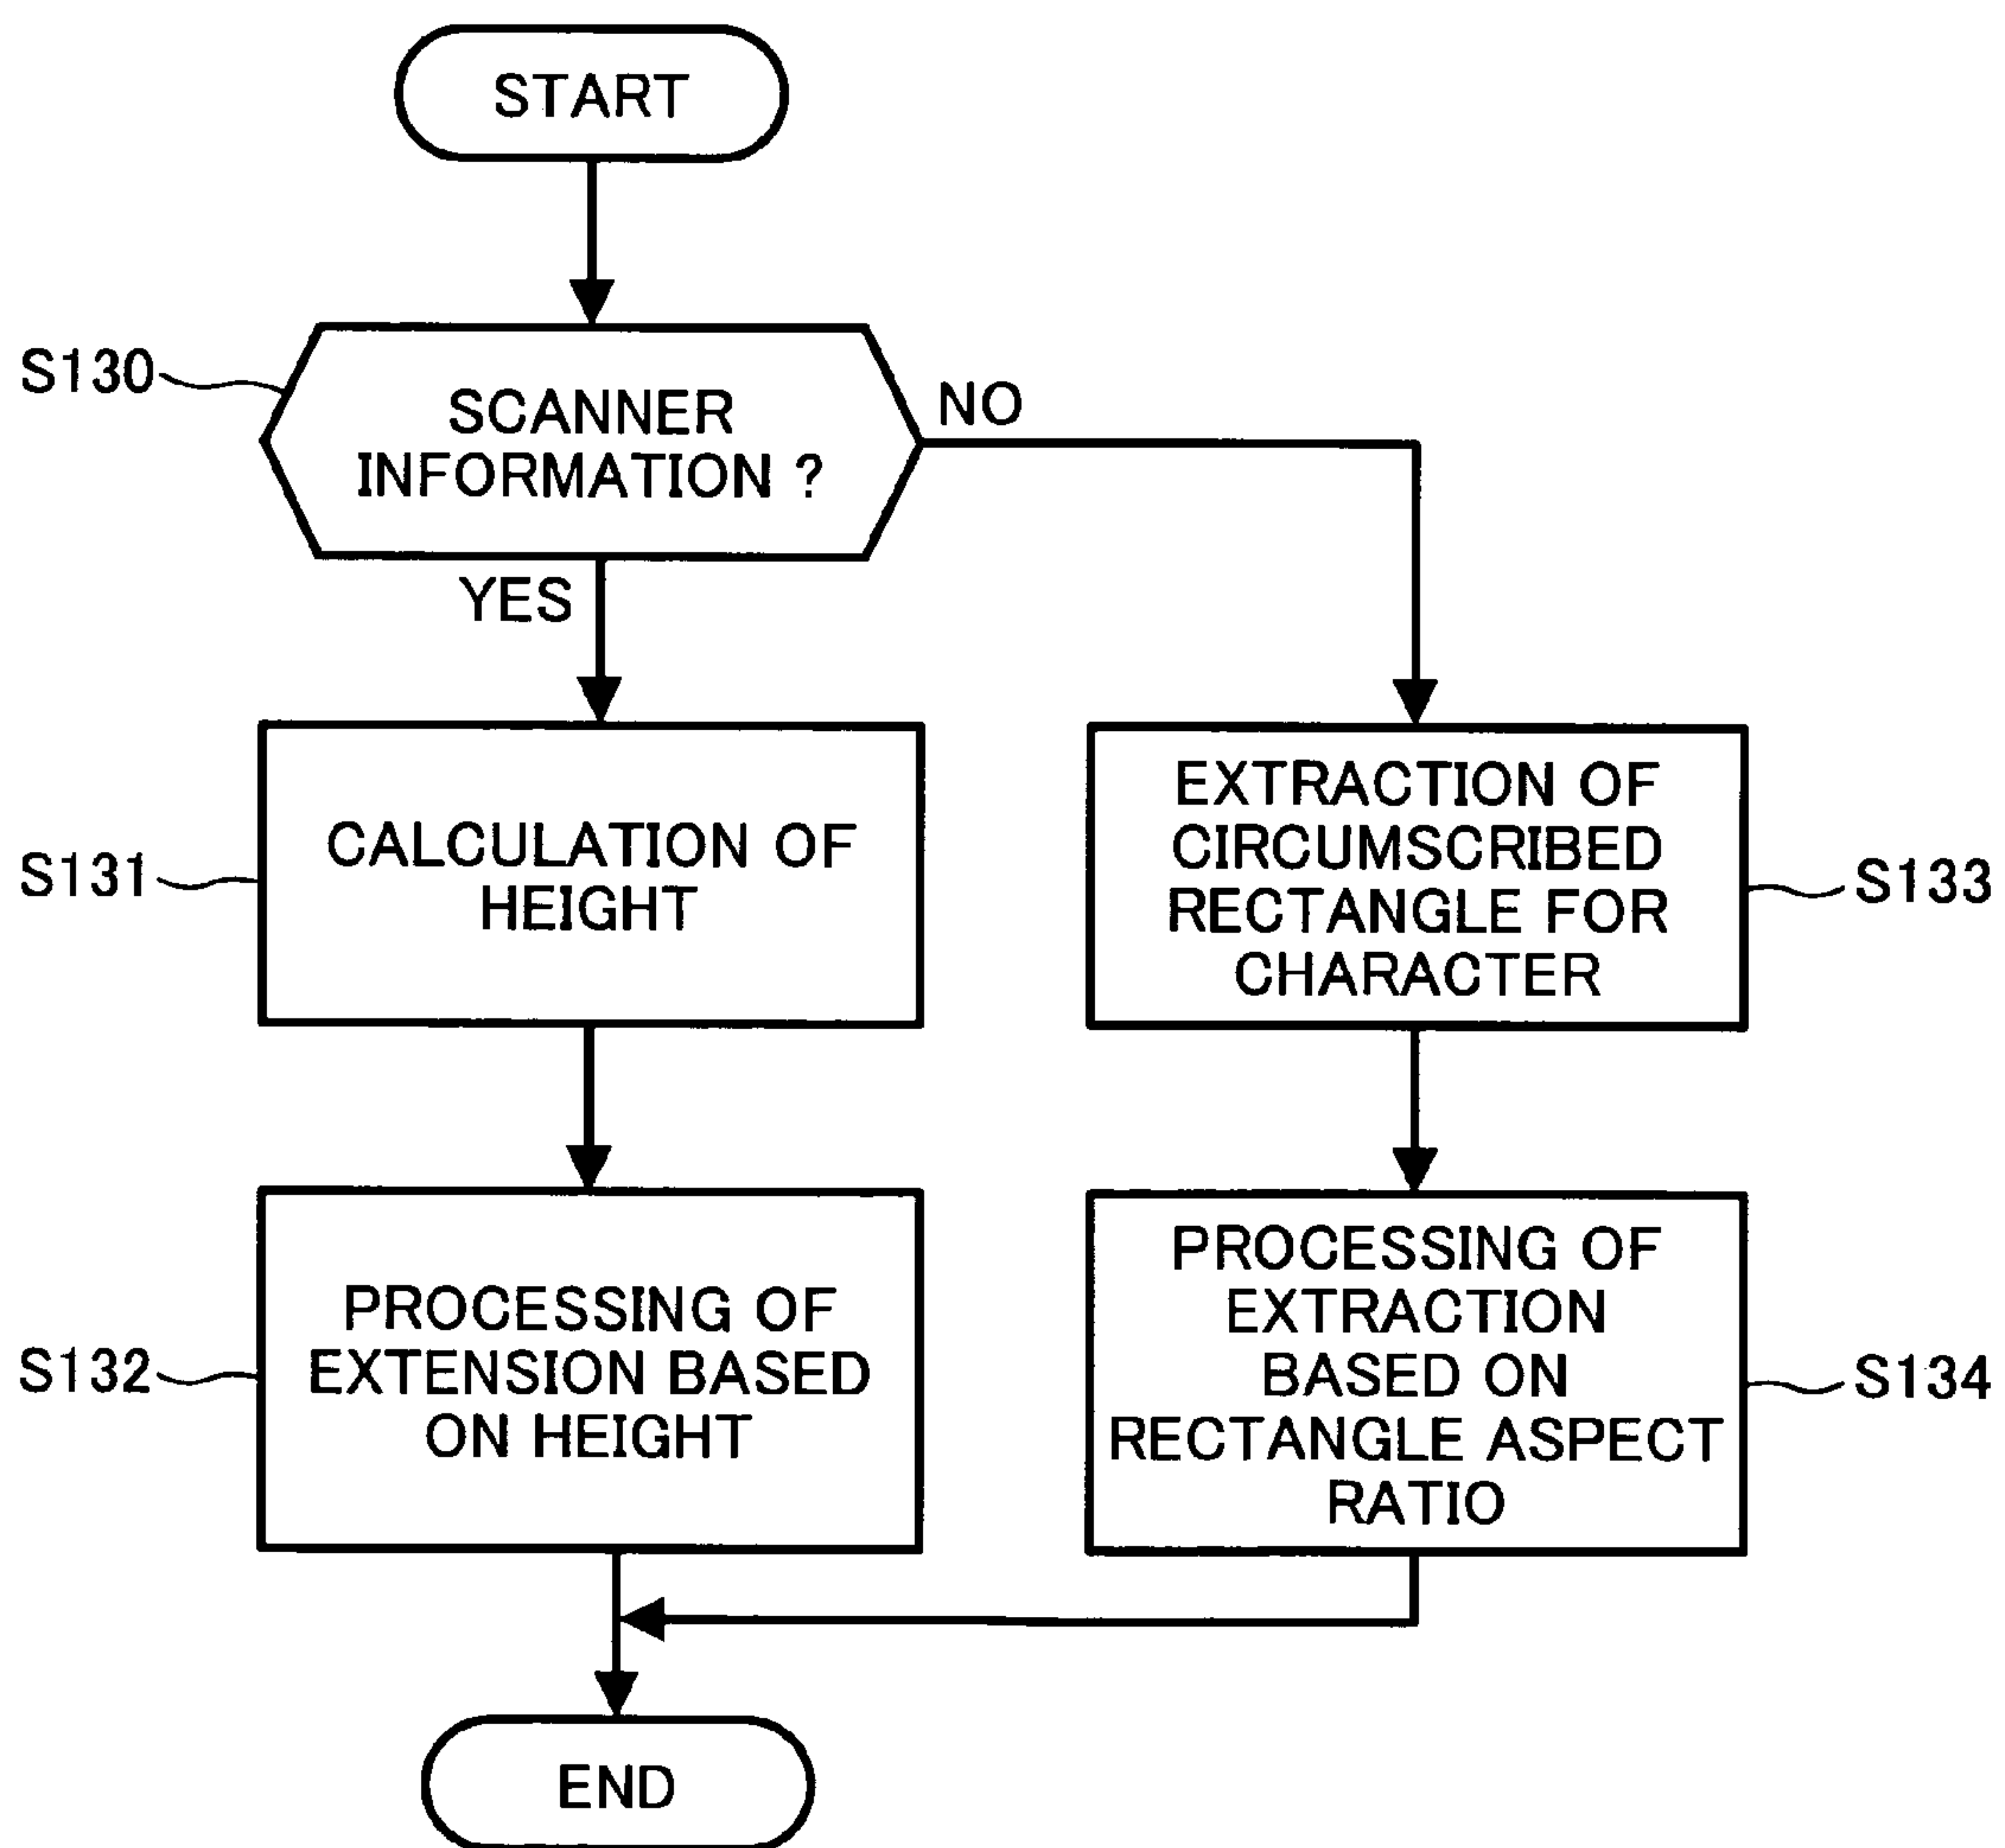 START
S130
SCANNER
INFORMATION ?
NO
YES
S131
CALCULATION OF
HEIGHT
EXTRACTION OF
CIRCUMSCRIBED
RECTANGLE FOR
CHARACTER
S133
S132
PROCESSING OF
EXTENSION BASED
ON HEIGHT
PROCESSING OF
EXTRACTION
BASED ON
RECTANGLE ASPECT
RATIO
S134
END